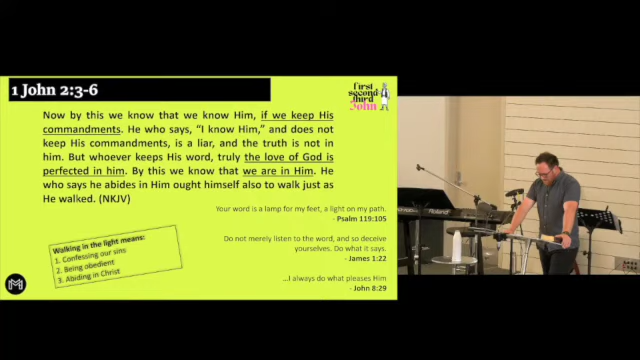 1 John 2:3-6
first
second
third
John
Now by this we know that we know Him, if we keep His
commandments. He who says, “I know Him,” and does not
keep His commandments, is a liar, and the truth is not in
him. But whoever keeps His word, truly the love of God is
perfected in him. By this we know that we are in Him. He
who says he abides in Him ought himself also to walk just as
He walked. (NKJV)
Your word is a lamp for my feet, a light on my path.
- Psalm 119:105
Do not merely listen to the word, and so deceive
yourselves. Do what it says.
- James 1:22
...I always do what pleases Him
- John 8:29
Walking in the light means:
1. Confessing our sins
2. Being obedient
3. Abiding in Christ
M
Roland